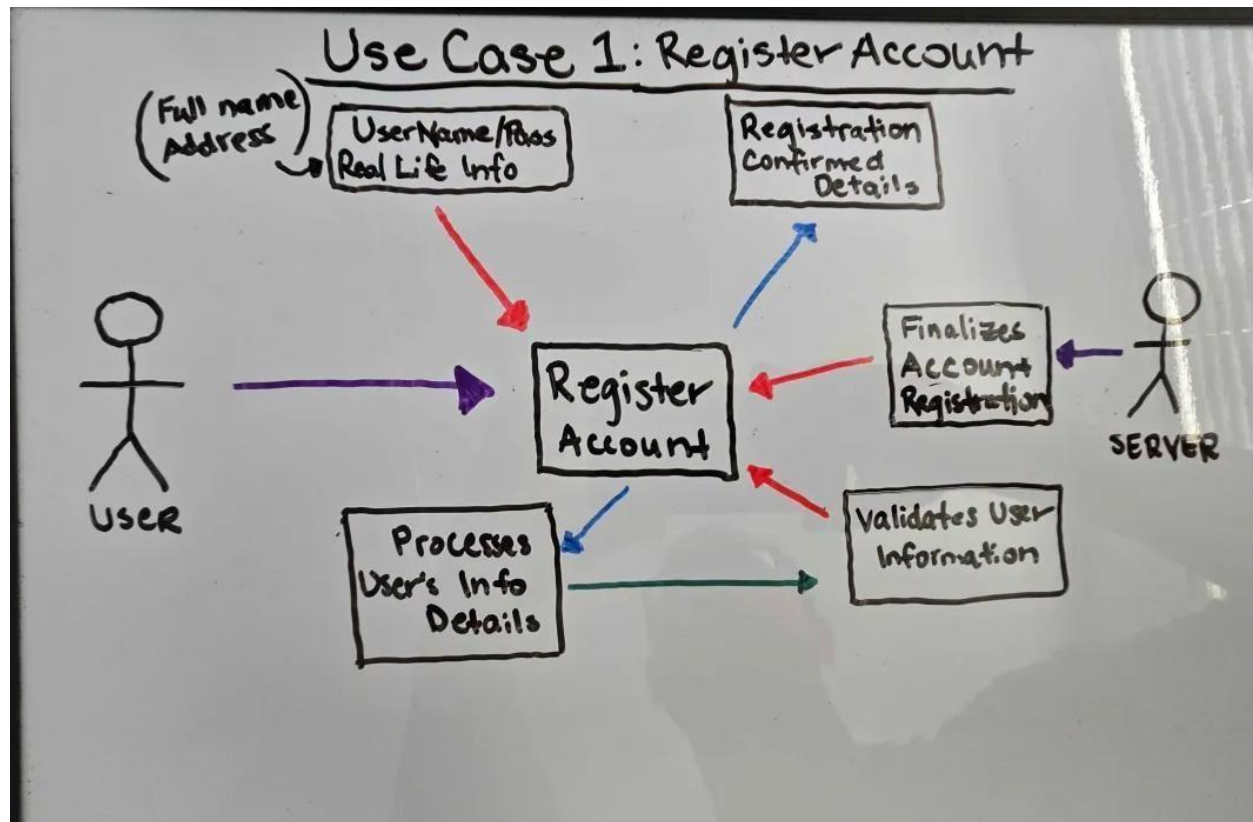 Use Case 1: Register Account
(Full name
Address)
UserName/Pass
Real Life Info
Registration
Confirmed
Details
Finalizes
Account
Registration
SERVER
USER
Register
Account
Processes
User's Info
Details
Validates User
Information